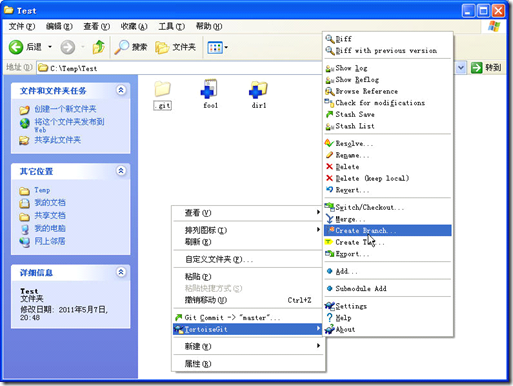 Test
文件(F) 编辑(E) 查看(V) 收藏(A) 工具(T) 帮助(H)
后退 搜索 文件夹
地址(D) C:\Temp\Test 转到
文件和文件夹任务
创建一个新文件夹
将这个文件夹发布到
Web
共享此文件夹
其它位置
Temp
我的文档
共享文档
我的电脑
网上邻居
详细信息
Test
文件夹
修改日期: 2011年5月7日,
20:48
.git foo1 dir1
查看(V)
排列图标(I)
刷新(E)
自定义文件夹(F)...
粘贴(P)
粘贴快捷方式(S)
撤销移动(U) Ctrl+Z
Git Commit -> "master"...
TortoiseGit
新建(W)
属性(R)
Diff
Diff with previous version
Show log
Show Reflog
Browse Reference
Check for modifications
Stash Save
Stash List
Resolve...
Rename...
Delete
Delete (keep local)
Revert...
Switch/Checkout...
Merge...
Create Branch...
Create
Export...
Add...
Submodule Add
Settings
Help
About